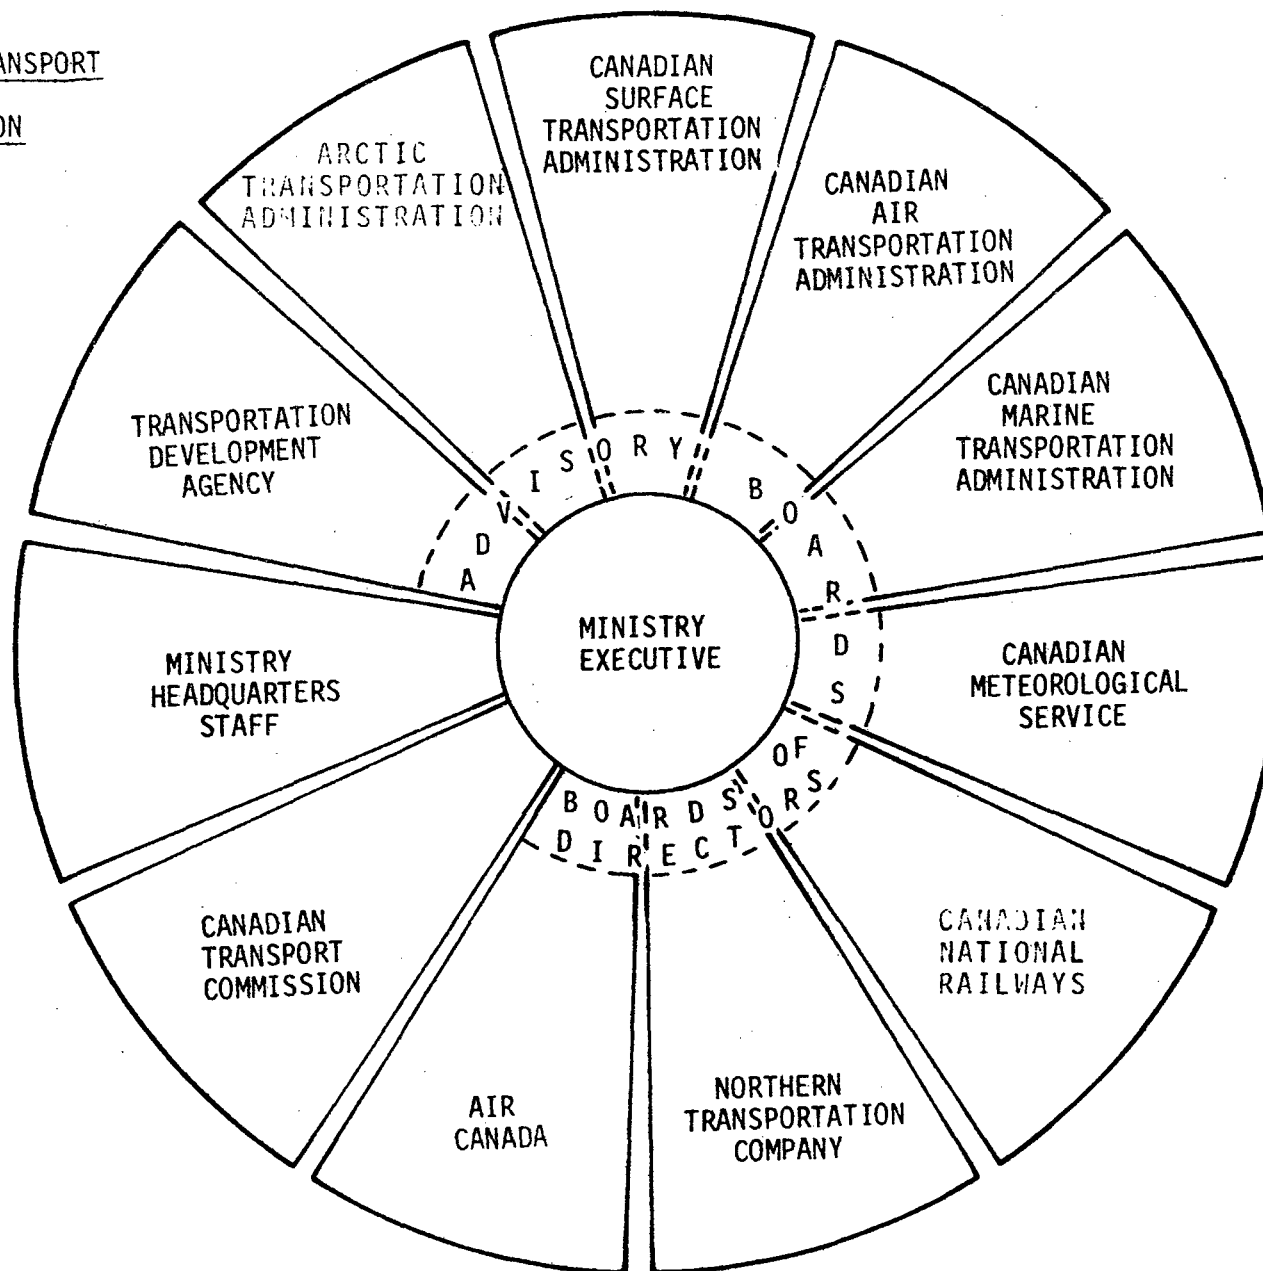 ANSPORT
ON
CANADIAN
SURFACE
TRANSPORTATION
ADMINISTRATION
ARCTIC
TRANSPORTATION
ADMINISTRATION
CANADIAN
AIR
TRANSPORTATION
ADMINISTRATION
TRANSPORTATION
DEVELOPMENT
AGENCY
CANADIAN
MARINE
TRANSPORTATION
ADMINISTRATION
ADVISORY BOARDS
MINISTRY
EXECUTIVE
MINISTRY
HEADQUARTERS
STAFF
CANADIAN
METEOROLOGICAL
SERVICE
BOARDS OF
DIRECTORS
CANADIAN
TRANSPORT
COMMISSION
CANADIAN
NATIONAL
RAILWAYS
AIR
CANADA
NORTHERN
TRANSPORTATION
COMPANY